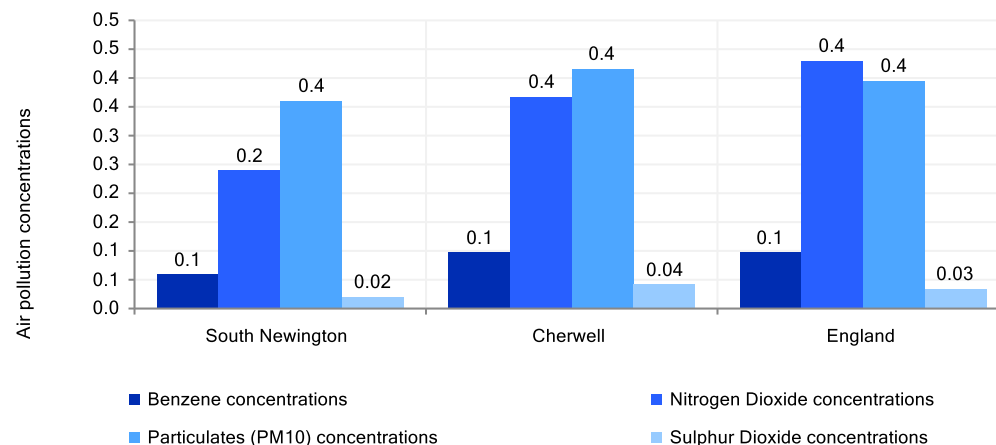 Air pollution concentrations
0.5
0.5
0.4
0.4
0.3
0.3
0.2
0.2
0.1
0.1
0.0
0.1
0.2
0.4
0.02
0.1
0.4
0.4
0.04
0.1
0.4
0.4
0.03
South Newington
Cherwell
England
Benzene concentrations
Nitrogen Dioxide concentrations
Particulates (PM10) concentrations
Sulphur Dioxide concentrations